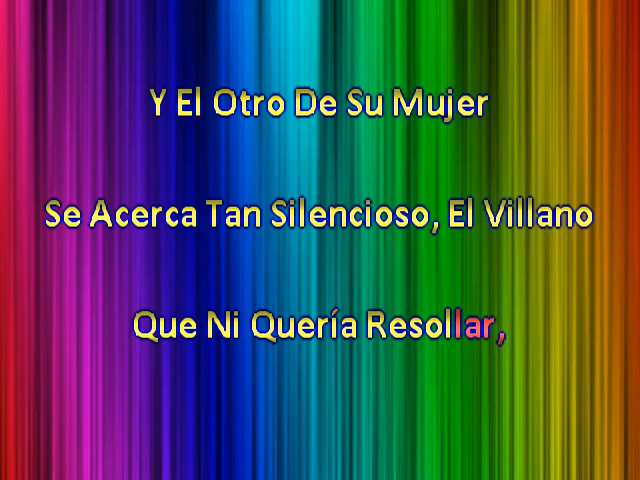 Y El Otro De Su Mujer
Se Acerca Tan Silencioso, El Villano
Que Ni Quería Resollar,